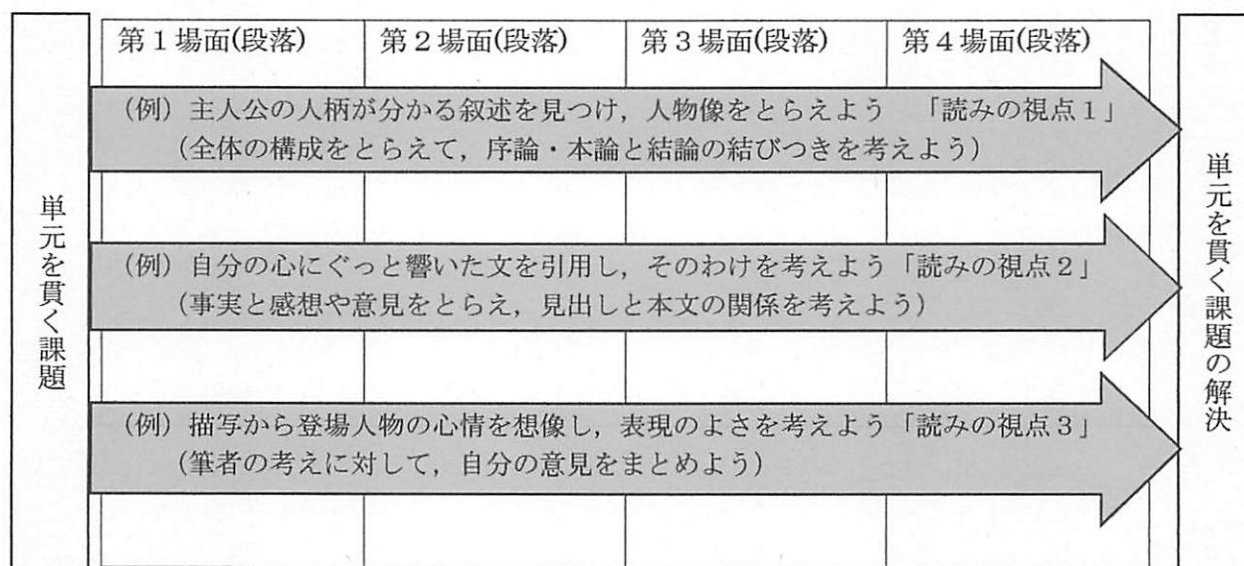 単元を貫く課題
第1場面(段落)
第2場面(段落)
第3場面(段落)
第4場面(段落)
(例) 主人公の人柄が分かる叙述を見つけ,人物像をとらえよう 「読みの視点1」
(全体の構成をとらえて,序論・本論と結論の結びつきを考えよう)
(例) 自分の心にぐっと響いた文を引用し,そのわけを考えよう「読みの視点2」
(事実と感想や意見をとらえ,見出しと本文の関係を考えよう)
(例) 描写から登場人物の心情を想像し,表現のよさを考えよう「読みの視点3」
(筆者の考えに対して,自分の意見をまとめよう)
単元を貫く課題の解決